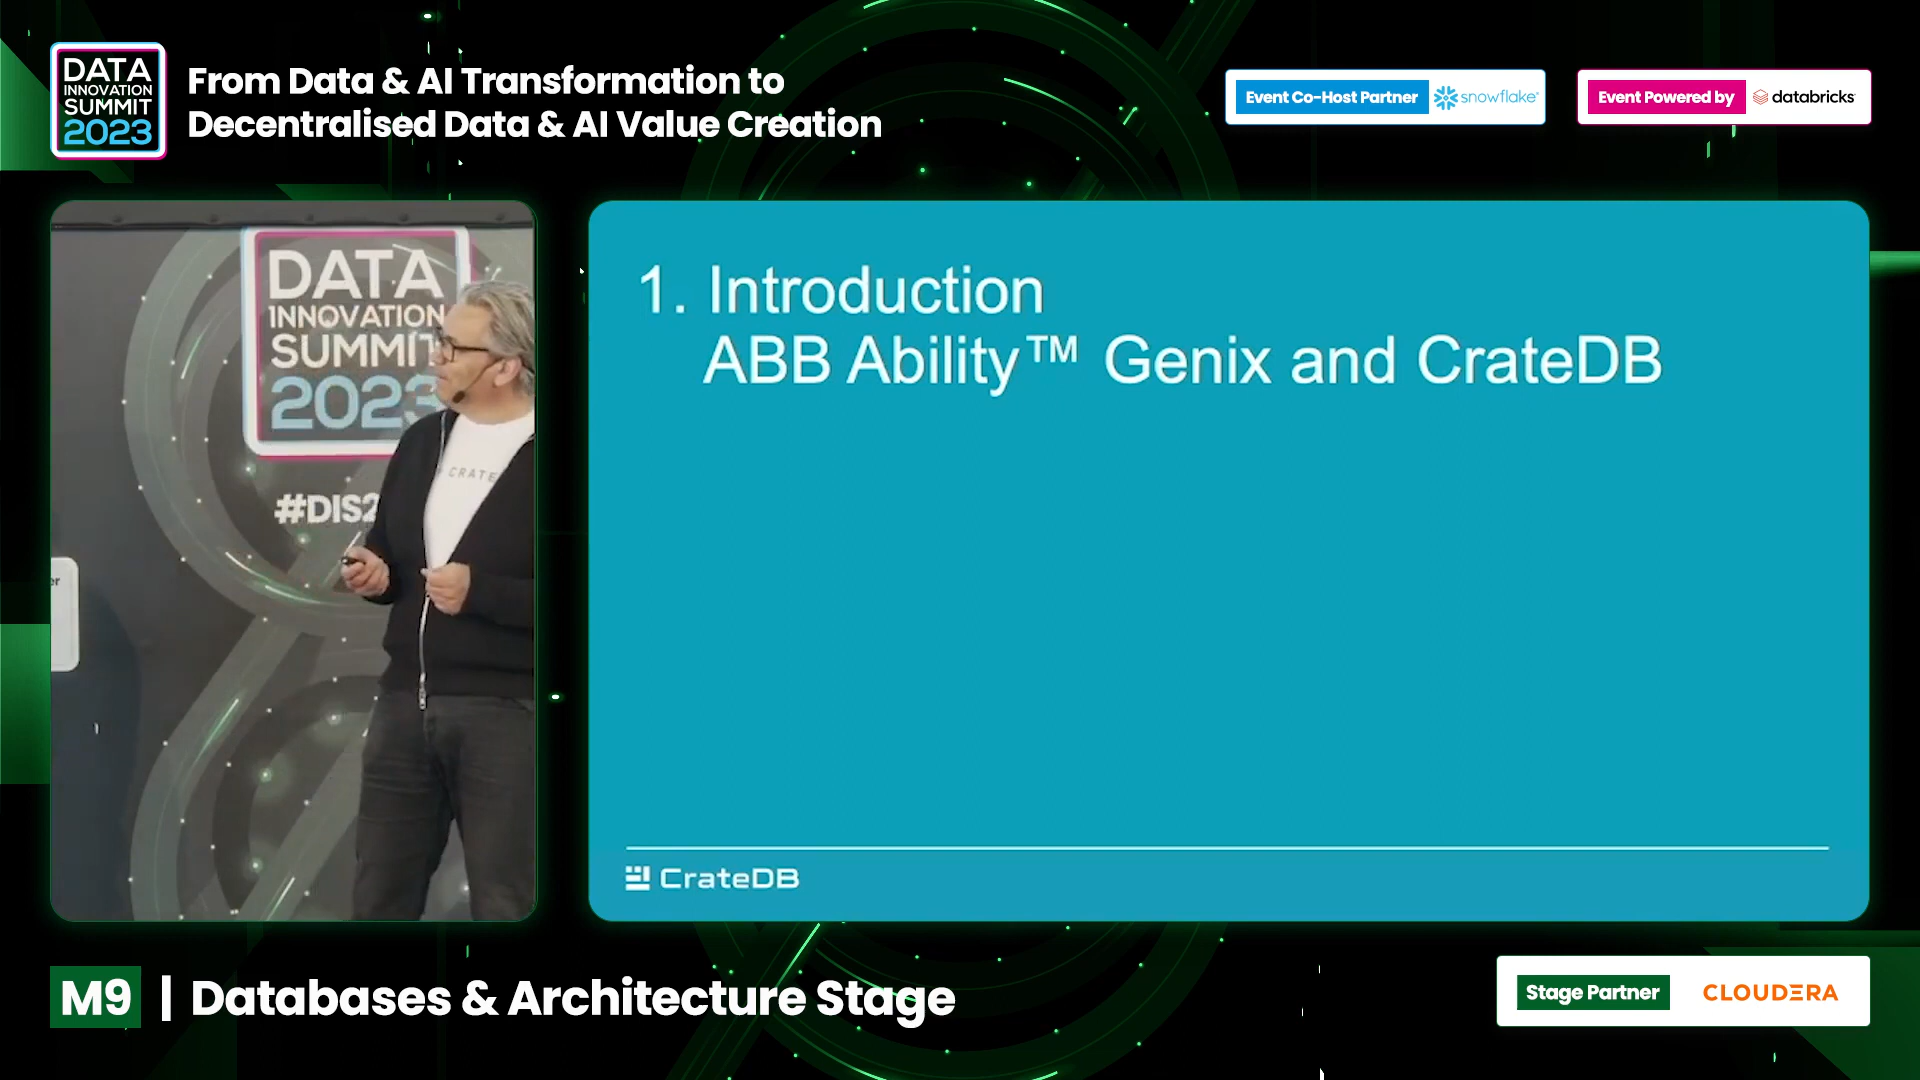 DATA
INNOVATION
SUMMIT
2023
From Data & AI Transformation to
Decentralised Data & AI Value Creation
Event Co-Host Partner snowflake
Event Powered by databricks
DATA
INNOVATION
SUMMIT
2023
#DIS2
CRATE
er
1. Introduction
ABB Ability™ Genix and CrateDB
CrateDB
M9 | Databases & Architecture Stage
Stage Partner CLOUDERA